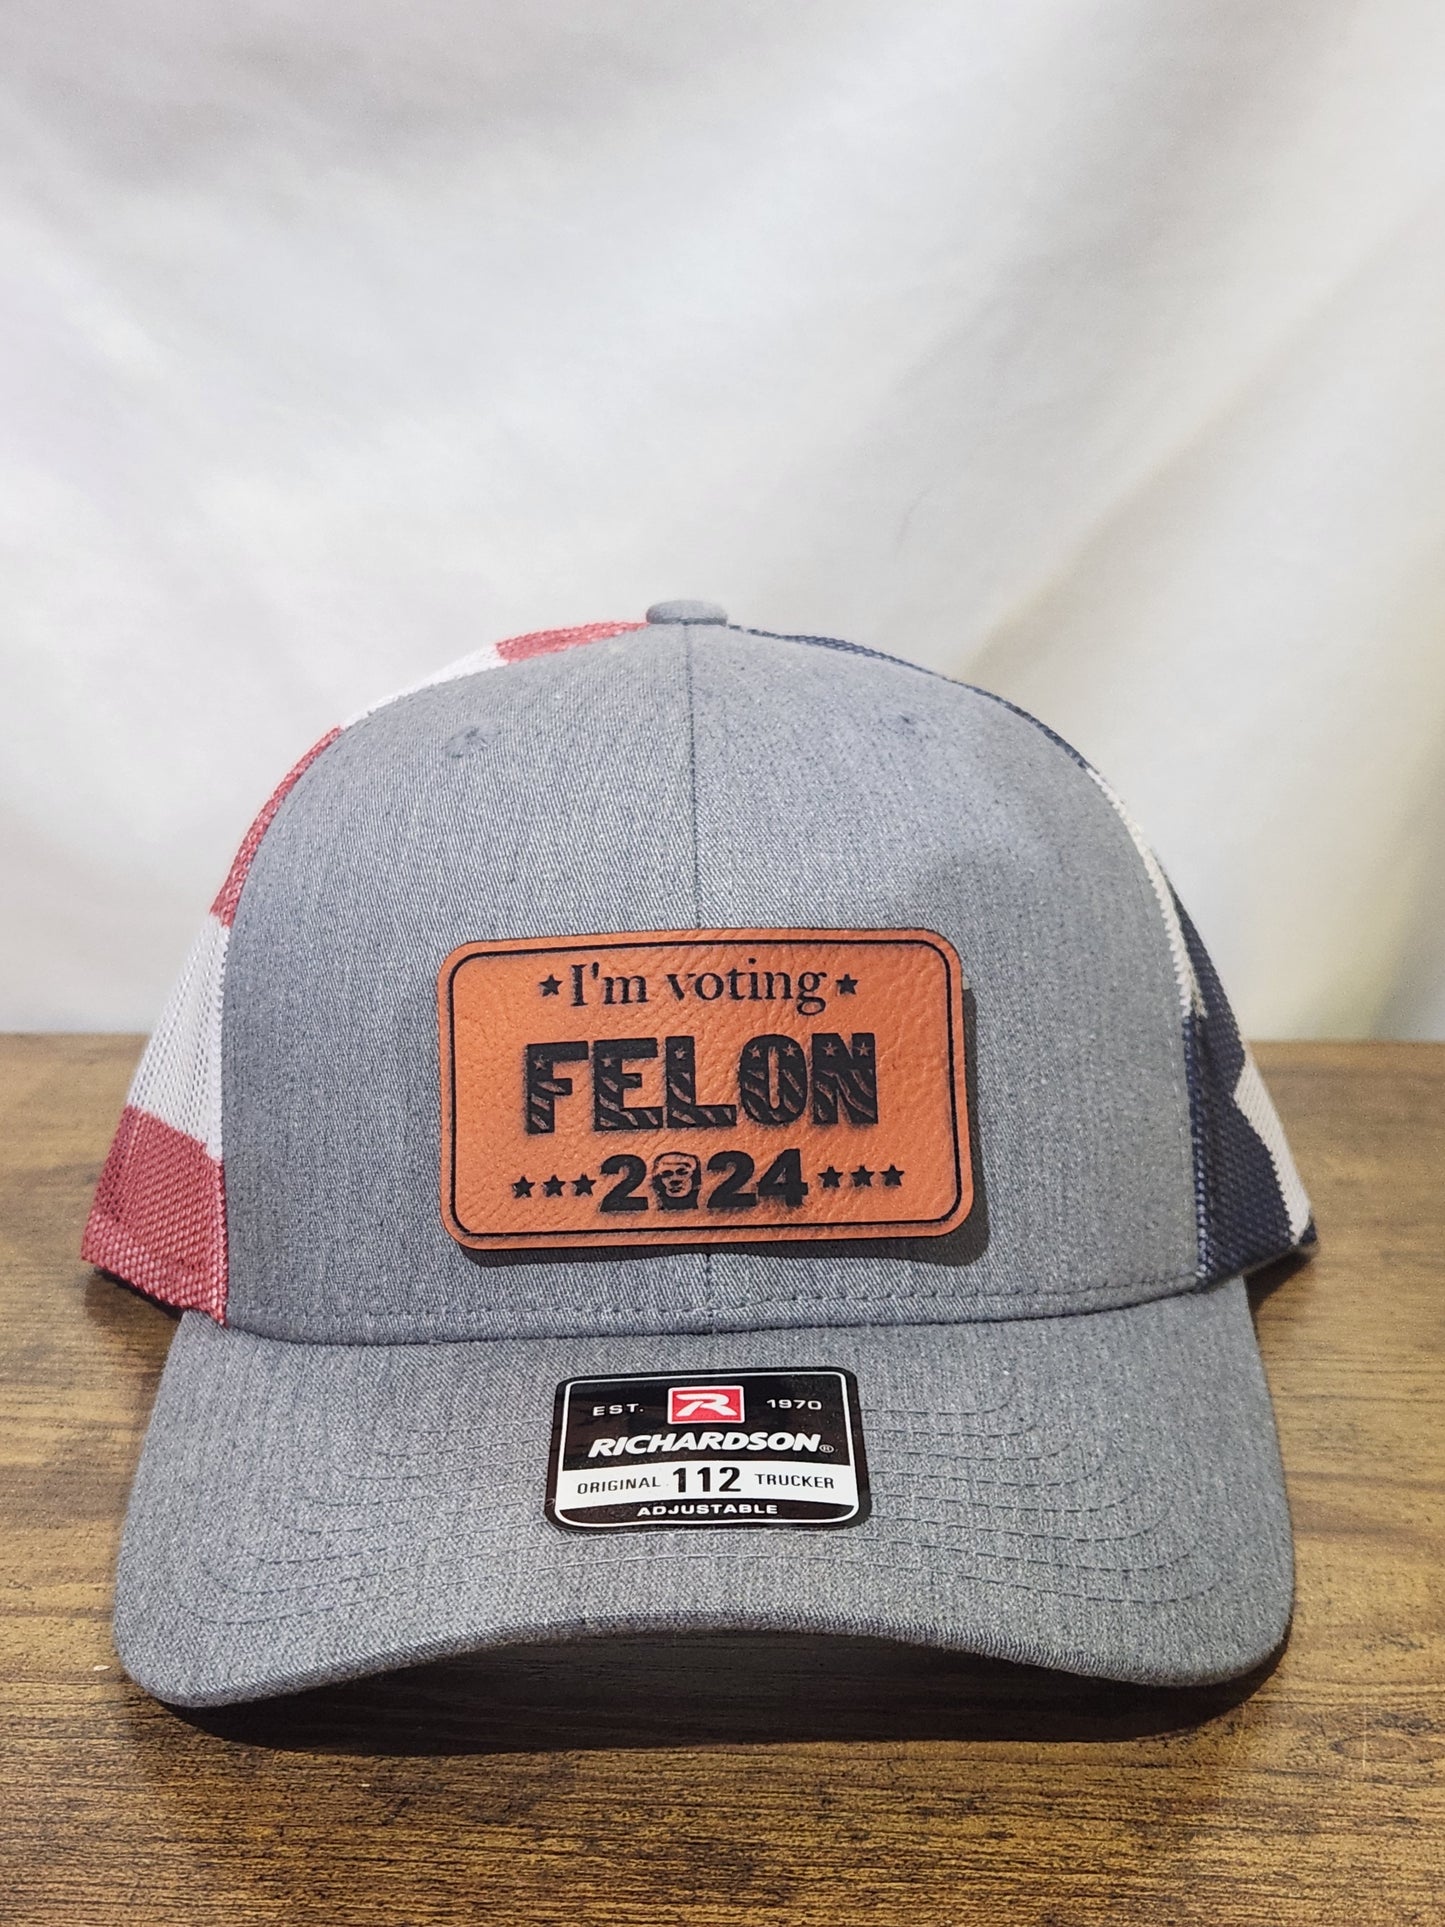 ★I'm voting★
FELON
★★★2024★★★
EST. R 1970
RICHARDSON®
ORIGINAL 112 TRUCKER
ADJUSTABLE